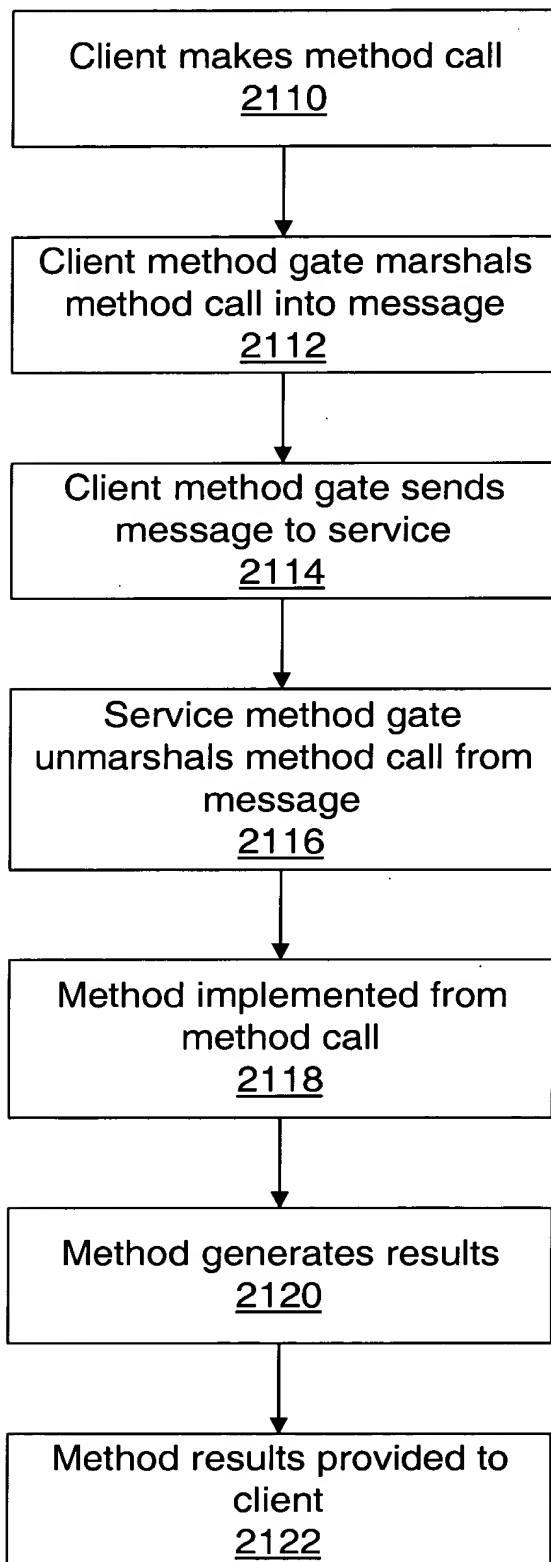 Client makes method call
2110
Client method gate marshals
method call into message
2112
Client method gate sends
message to service
2114
Service method gate
unmarshals method call from
message
2116
Method implemented from
method call
2118
Method generates results
2120
Method results provided to
client
2122